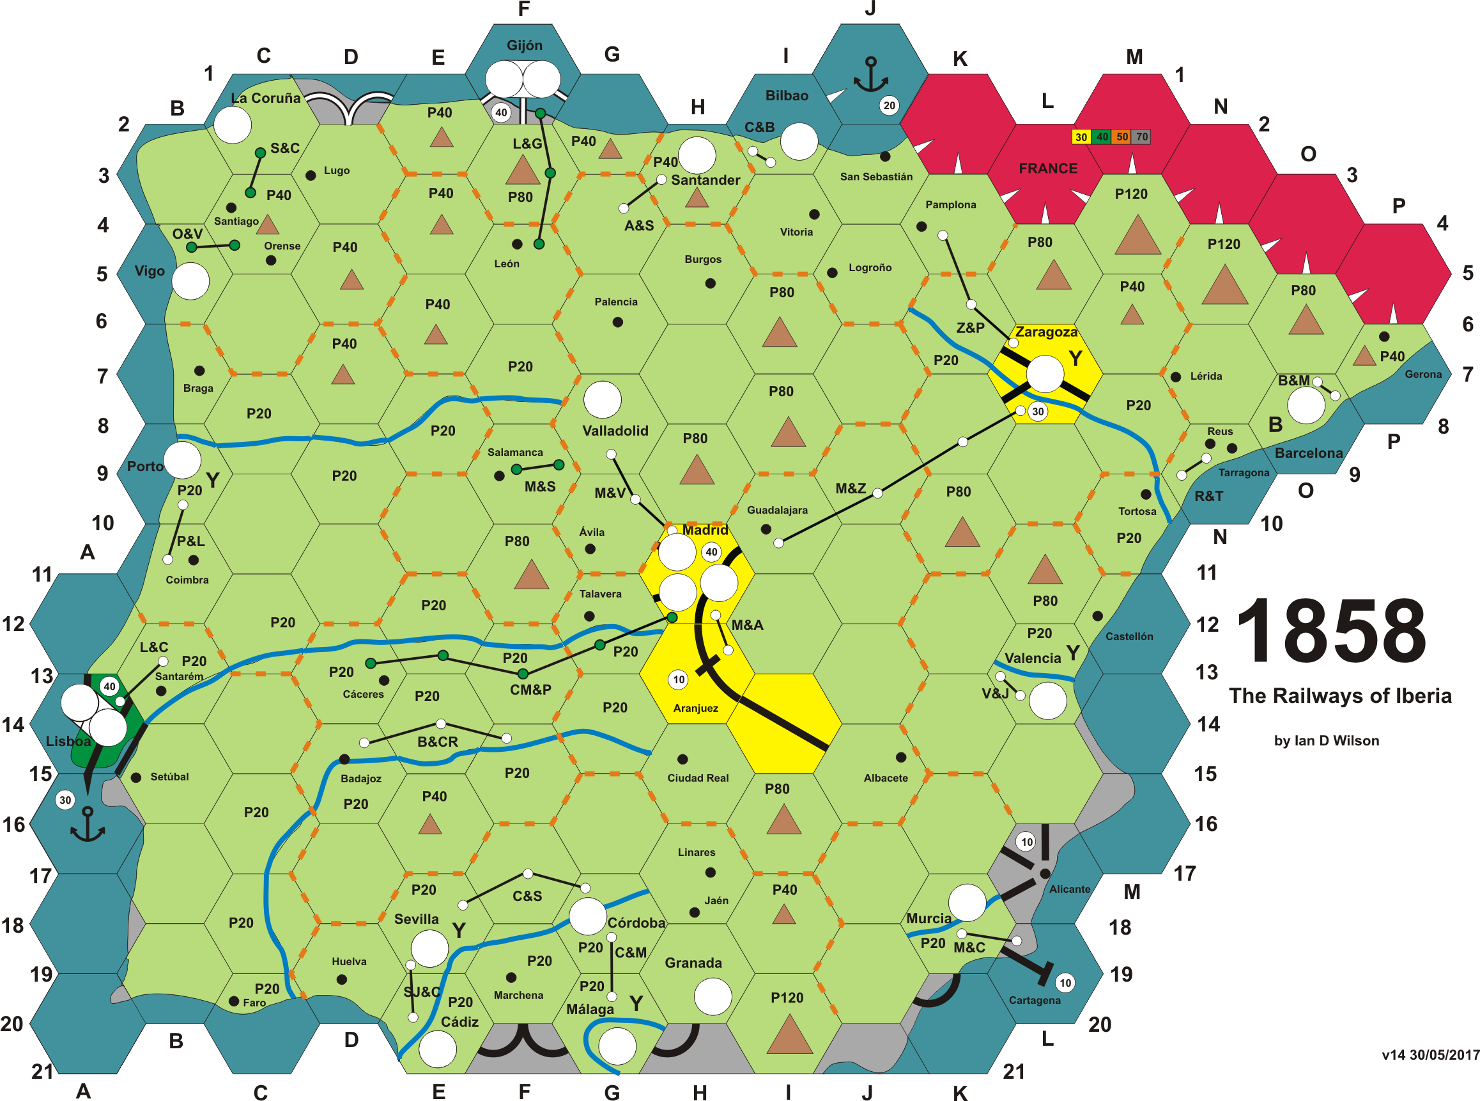 F
J
Gijón
C
D
E
G
I
K
M
1
1
La Coruña
Bilbao
B
H
L
N
20
2
P40
40
C&B
30 40 50 70
2
L&G
P40
S&C
O
3
Lugo
P40
San Sebastián
FRANCE
3
Santander
P40
P40
P80
Pamplona
P120
P
Santiago
A&S
4
O&V
Vitoria
4
Orense
P40
León
Burgos
Logroño
P80
P120
Vigo
5
5
P80
P40
P80
Palencia
P40
6
Z&P
Zaragoza
6
P40
P20
Y
P40
P20
7
Braga
Lérida
B&M
Gerona
7
P80
P20
P20
30
8
P20
Valladolid
P80
Reus
B
8
Salamanca
P
Porto
Barcelona
9
P20
M&S
Tarragona
9
Y
P20
M&V
M&Z
P80
O
R&T
Guadalajara
Tortosa
10
10
Madrid
N
P&L
P80
Ávila
40
P20
A
Coimbra
11
11
Talavera
P20
P80
12
P20
M&A
P20
Castellón
12
1858
L&C
P20
P20
P20
Valencia Y
13
Santarém
P20
CM&P
10
13
40
Cáceres
P20
V&J
The Railways of Iberia
14
P20
Aranjuez
14
Lisboa
B&CR
by Ian D Wilson
15
Setúbal
Badajoz
P20
Ciudad Real
Albacete
15
30
P20
P20
P40
P80
16
16
10
Linares
17
P20
P40
Alicante
17
C&S
M
Jaén
P20
Sevilla
Y
Córdoba
Murcia
18
18
P20
C&M
P20
M&C
Huelva
P20
Granada
19
19
P20
Faro
SJ&C
P20
Marchena
P20
Málaga
Y
P120
Cartagena
10
20
Cádiz
20
B
D
L
v14 30/05/2017
21
21
A
C
E
F
G
H
I
J
K